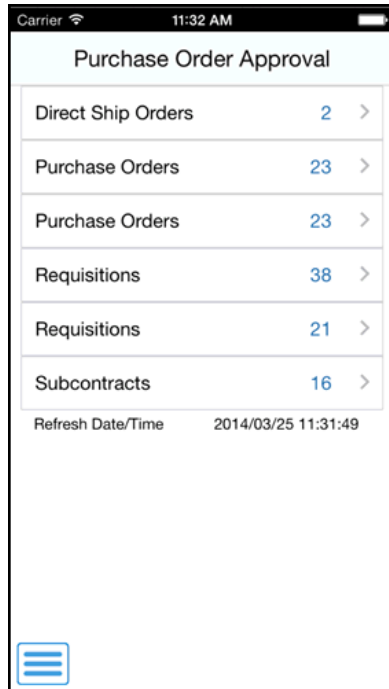 Carrier 11:32 AM
Purchase Order Approval
Direct Ship Orders 2
Purchase Orders 23
Purchase Orders 23
Requisitions 38
Requisitions 21
Subcontracts 16
Refresh Date/Time 2014/03/25 11:31:49